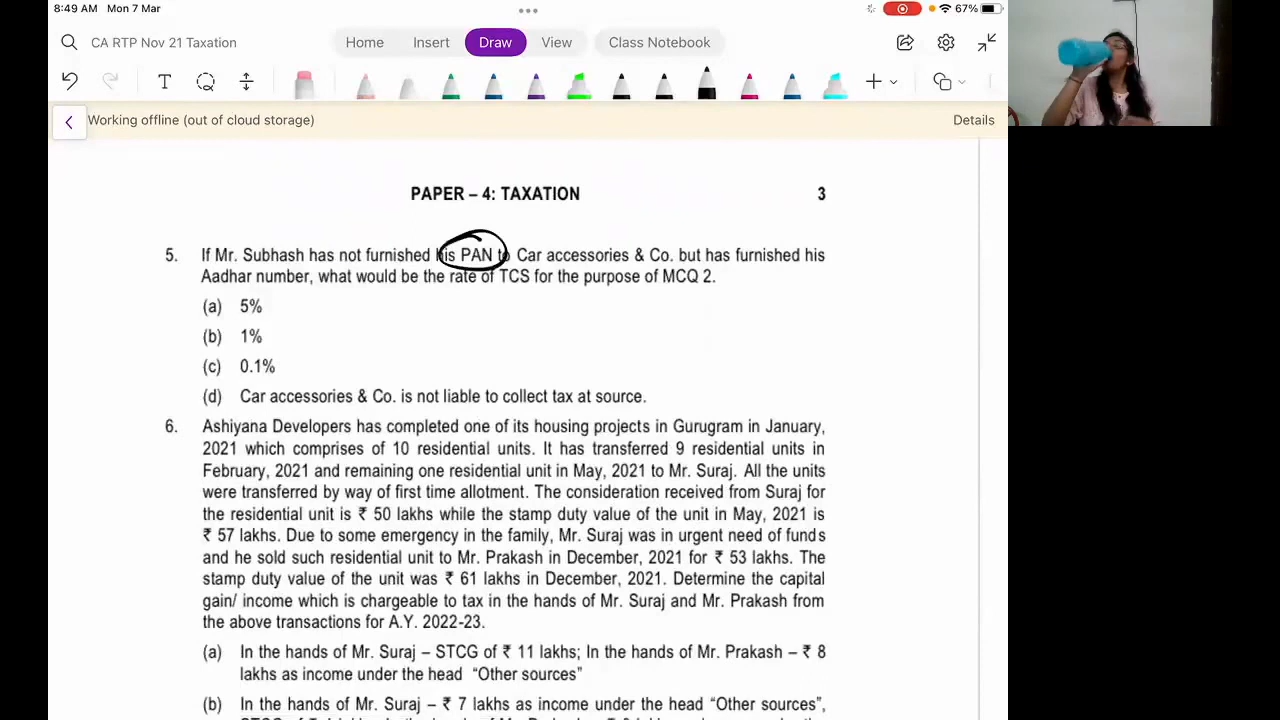 8:49 AM Mon 7 Mar
67%
CA RTP Nov 21 Taxation
Home Insert Draw View Class Notebook
T
Working offline (out of cloud storage)
Details
PAPER – 4: TAXATION 3
5. If Mr. Subhash has not furnished his PAN to Car accessories & Co. but has furnished his
Aadhar number, what would be the rate of TCS for the purpose of MCQ 2.
(a) 5%
(b) 1%
(c) 0.1%
(d) Car accessories & Co. is not liable to collect tax at source.
6. Ashiyana Developers has completed one of its housing projects in Gurugram in January,
2021 which comprises of 10 residential units. It has transferred 9 residential units in
February, 2021 and remaining one residential unit in May, 2021 to Mr. Suraj. All the units
were transferred by way of first time allotment. The consideration received from Suraj for
the residential unit is ₹ 50 lakhs while the stamp duty value of the unit in May, 2021 is
₹ 57 lakhs. Due to some emergency in the family, Mr. Suraj was in urgent need of funds
and he sold such residential unit to Mr. Prakash in December, 2021 for ₹ 53 lakhs. The
stamp duty value of the unit was ₹ 61 lakhs in December, 2021. Determine the capital
gain/ income which is chargeable to tax in the hands of Mr. Suraj and Mr. Prakash from
the above transactions for A.Y. 2022-23.
(a) In the hands of Mr. Suraj – STCG of ₹ 11 lakhs; In the hands of Mr. Prakash – ₹ 8
lakhs as income under the head "Other sources"
(b) In the hands of Mr. Suraj – ₹ 7 lakhs as income under the head "Other sources",